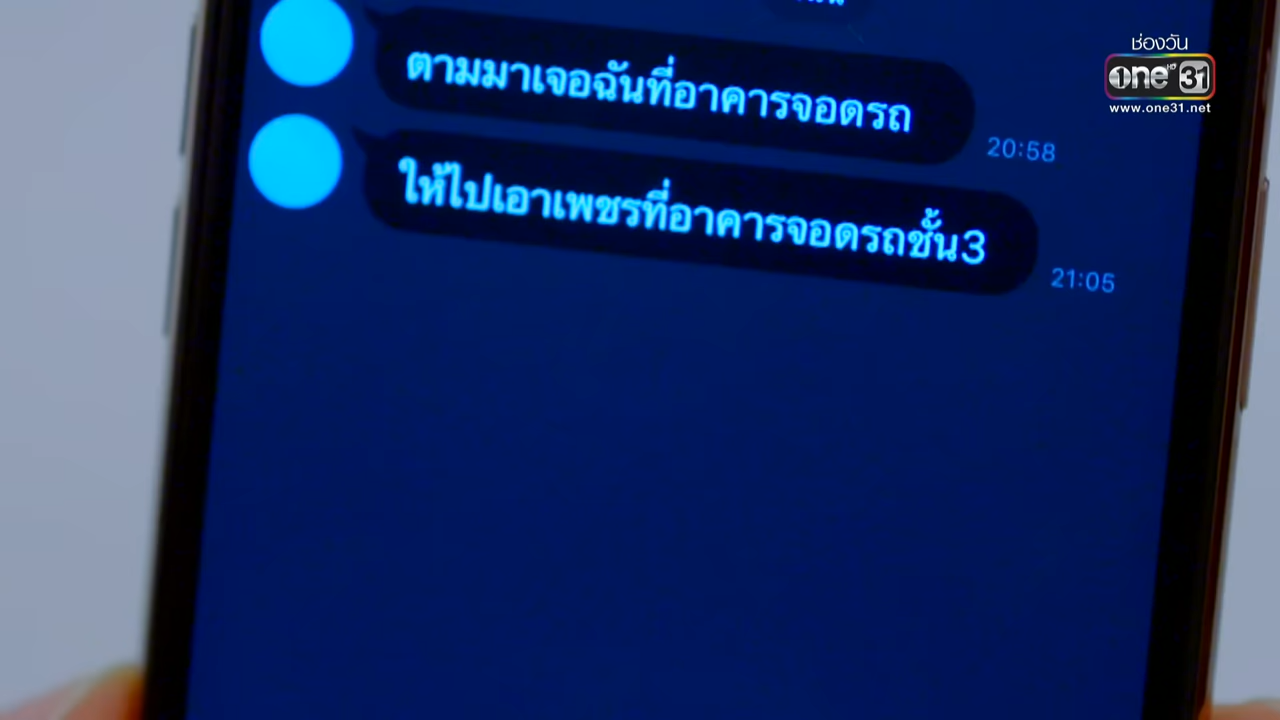 ช่องวัน
one HD 31
www.one31.net
ตามมาเจอฉันที่อาคารจอดรถ
20:58
ให้ไปเอาเพชรที่อาคารจอดรถชั้น3
21:05